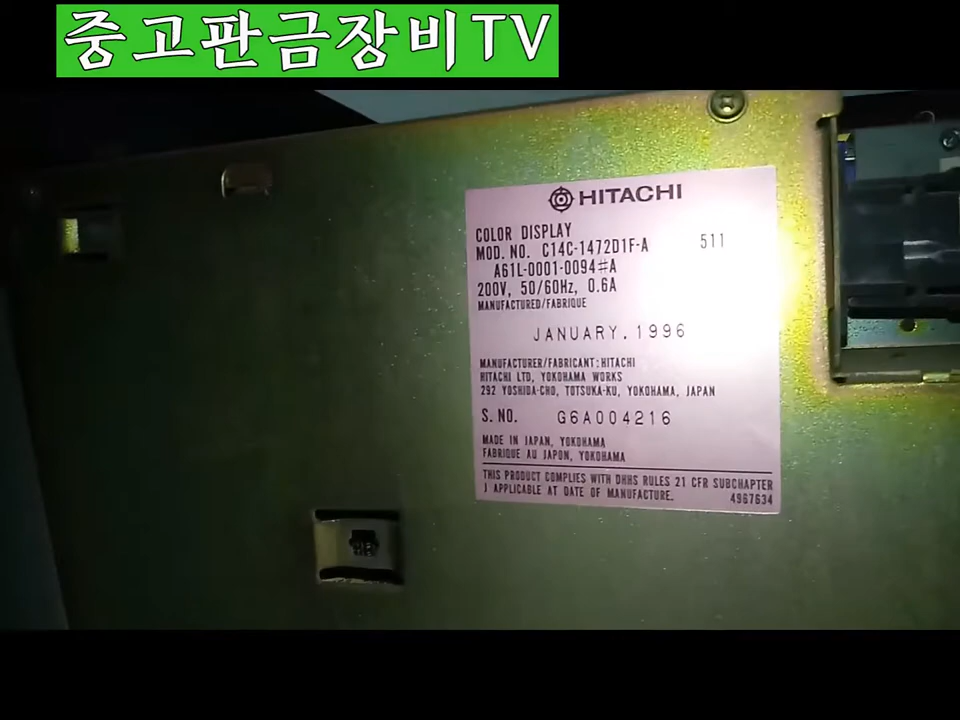 중고판금장비TV
HITACHI
COLOR DISPLAY
MOD. NO. C14C-1472D1F-A 511
A61L-0001-0094#A
200V, 50/60Hz, 0.6A
MANUFACTURED/FABRIQUE
JANUARY. 1996
MANUFACTURER/FABRICANT:HITACHI
HITACHI LTD, YOKOHAMA WORKS
292 YOSHIDA-CHO, TOTSUKA-KU, YOKOHAMA, JAPAN
S. NO. G6A004216
MADE IN JAPAN, YOKOHAMA
FABRIQUE AU JAPON, YOKOHAMA
THIS PRODUCT COMPLIES WITH DHHS RULES 21 CFR SUBCHAPTER
J APPLICABLE AT DATE OF MANUFACTURE. 4967634